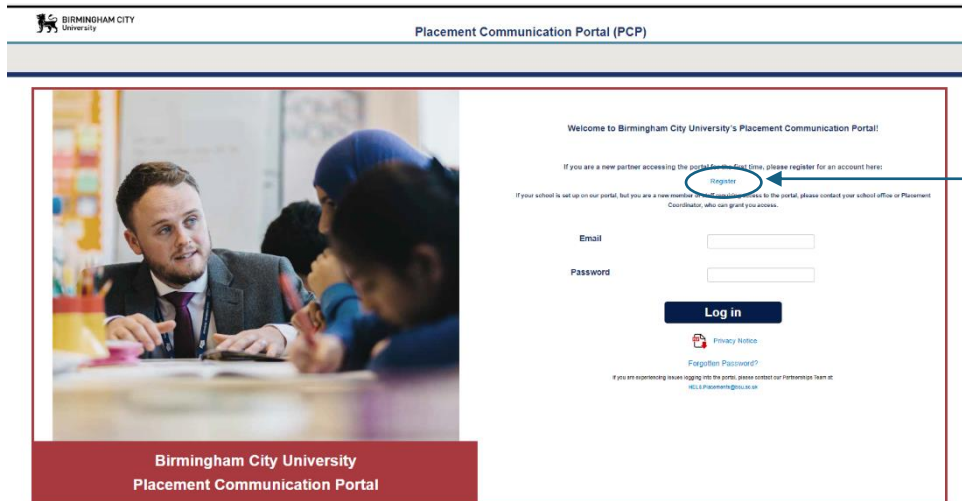 BIRMINGHAM CITY
University
Placement Communication Portal (PCP)
HOME
Welcome to Birmingham City University's Placement Communication Portal!
If you are a new partner accessing the portal for the first time, please register for an account here:
Register
If your school is set up on our portal, but you are a new member of staff requiring access to the portal, please contact your school office or Placement
Coordinator, who can grant you access.
Email
Password
Log in
Privacy Notice
Forgotten Password?
If you are experiencing issues logging into the portal, please contact our Partnerships Team at:
Birmingham City University
Placement Communication Portal